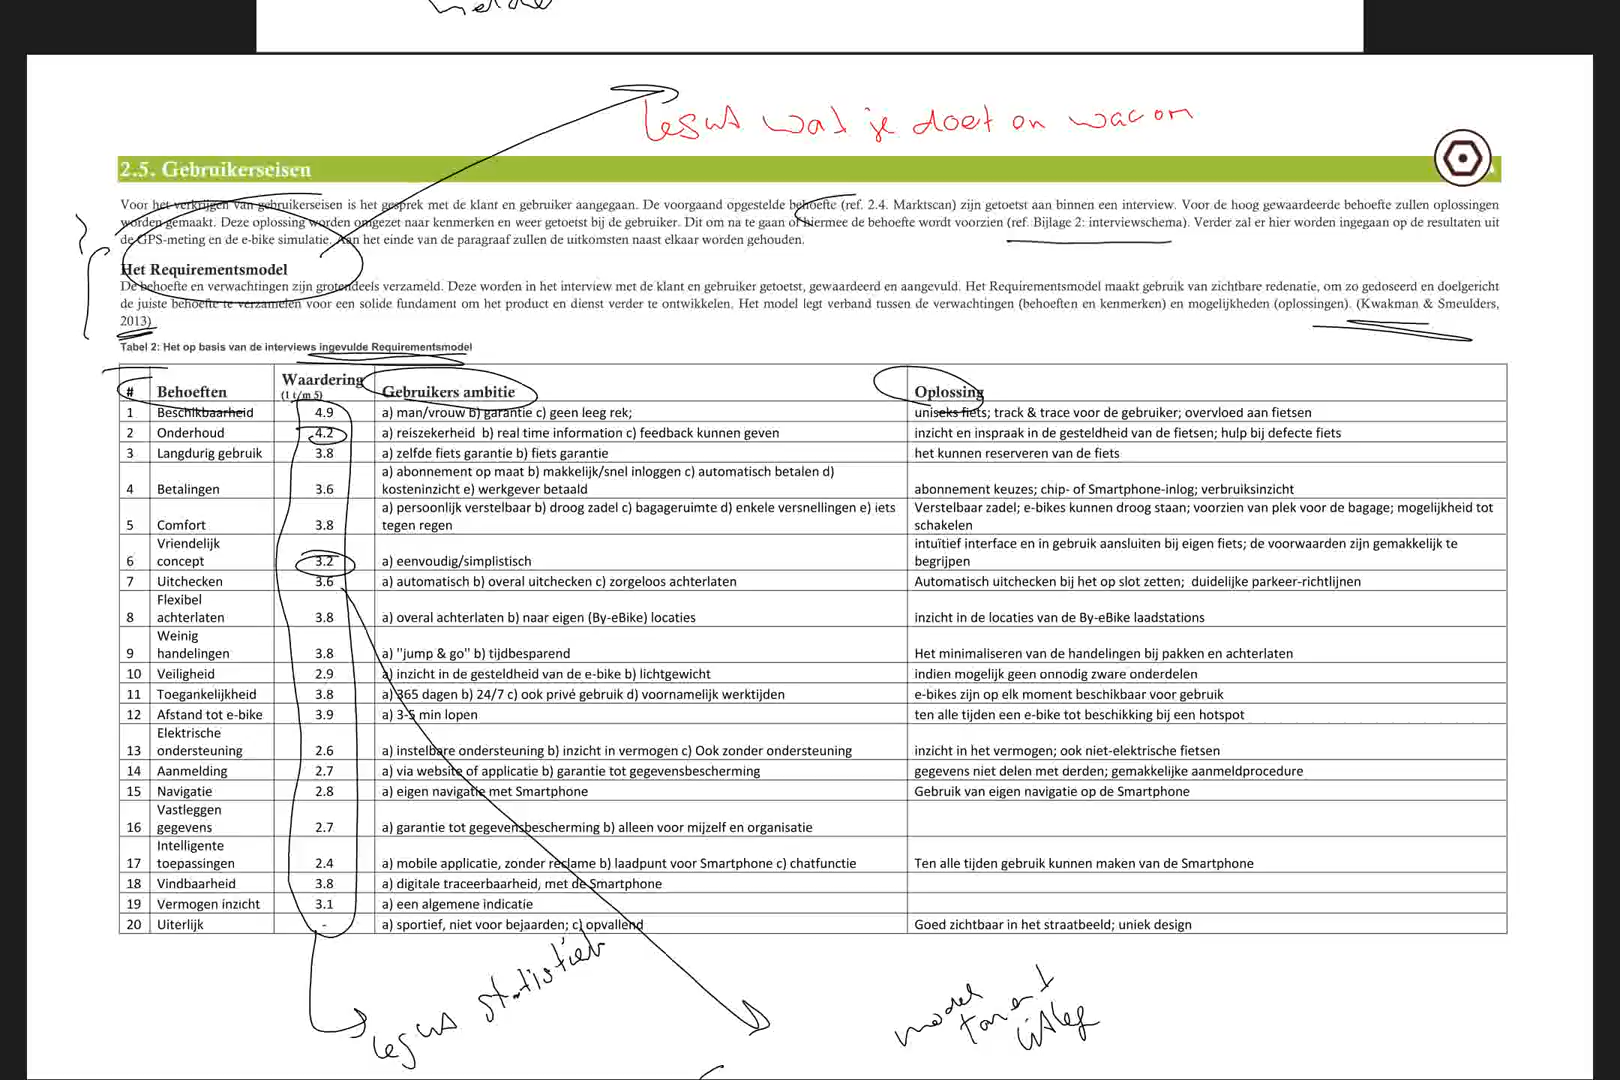 wat je doet en waarom
2.5. Gebruikerseisen
Voor het verkrijgen van gebruikerseisen is het gesprek met de klant en gebruiker aangegaan. De voorgaand opgestelde behoefte (ref. 2.4. Marktscan) zijn getoetst aan binnen een interview. Voor de hoog gewaardeerde behoefte zullen oplossingen
worden gemaakt. Deze oplossing worden omgezet naar kenmerken en weer getoetst bij de gebruiker. Dit om na te gaan of hiermee de behoefte wordt voorzien (ref. Bijlage 2: interviewschema). Verder zal er hier worden ingegaan op de resultaten uit
de GPS-meting en de e-bike simulatie. Aan het einde van de paragraaf zullen de uitkomsten naast elkaar worden gehouden.
Het Requirementsmodel
De behoefte en verwachtingen zijn grotendeels verzameld. Deze worden in het interview met de klant en gebruiker getoetst, gewaardeerd en aangevuld. Het Requirementsmodel maakt gebruik van zichtbare redenatie, om zo gedoseerd en doelgericht
de juiste behoefte te verzamelen voor een solide fundament om het product en dienst verder te ontwikkelen. Het model legt verband tussen de verwachtingen (behoeften en kenmerken) en mogelijkheden (oplossingen). (Kwakman & Smeulders,
2013)
Tabel 2: Het op basis van de interviews ingevulde Requirementsmodel
# Behoeften Waardering (1 t/m 5) Gebruikers ambitie Oplossing
1 Beschikbaarheid 4.9 a) man/vrouw b) garantie c) geen leeg rek; uniseks fiets; track & trace voor de gebruiker; overvloed aan fietsen
2 Onderhoud 4.2 a) reiszekerheid b) real time information c) feedback kunnen geven inzicht en inspraak in de gesteldheid van de fietsen; hulp bij defecte fiets
3 Langdurig gebruik 3.8 a) zelfde fiets garantie b) fiets garantie het kunnen reserveren van de fiets
4 Betalingen 3.6 a) abonnement op maat b) makkelijk/snel inloggen c) automatisch betalen d) kosteninzicht e) werkgever betaald abonnement keuzes; chip- of Smartphone-inlog; verbruiksinzicht
5 Comfort 3.8 a) persoonlijk verstelbaar b) droog zadel c) bagageruimte d) enkele versnellingen e) iets tegen regen Verstelbaar zadel; e-bikes kunnen droog staan; voorzien van plek voor de bagage; mogelijkheid tot schakelen
6 Vriendelijk concept 3.2 a) eenvoudig/simplistisch intuïtief interface en in gebruik aansluiten bij eigen fiets; de voorwaarden zijn gemakkelijk te begrijpen
7 Uitchecken 3.6 a) automatisch b) overal uitchecken c) zorgeloos achterlaten Automatisch uitchecken bij het op slot zetten; duidelijke parkeer-richtlijnen
8 Flexibel achterlaten 3.8 a) overal achterlaten b) naar eigen (By-eBike) locaties inzicht in de locaties van de By-eBike laadstations
9 Weinig handelingen 3.8 a) "jump & go" b) tijdbesparend Het minimaliseren van de handelingen bij pakken en achterlaten
10 Veiligheid 2.9 a) inzicht in de gesteldheid van de e-bike b) lichtgewicht indien mogelijk geen onnodig zware onderdelen
11 Toegankelijkheid 3.8 a) 365 dagen b) 24/7 c) ook privé gebruik d) voornamelijk werktijden e-bikes zijn op elk moment beschikbaar voor gebruik
12 Afstand tot e-bike 3.9 a) 3-5 min lopen ten alle tijden een e-bike tot beschikking bij een hotspot
13 Elektrische ondersteuning 2.6 a) instelbare ondersteuning b) inzicht in vermogen c) Ook zonder ondersteuning inzicht in het vermogen; ook niet-elektrische fietsen
14 Aanmelding 2.7 a) via website of applicatie b) garantie tot gegevensbescherming gegevens niet delen met derden; gemakkelijke aanmeldprocedure
15 Navigatie 2.8 a) eigen navigatie met Smartphone Gebruik van eigen navigatie op de Smartphone
16 Vastleggen gegevens 2.7 a) garantie tot gegevensbescherming b) alleen voor mijzelf en organisatie
17 Intelligente toepassingen 2.4 a) mobile applicatie, zonder reclame b) laadpunt voor Smartphone c) chatfunctie Ten alle tijden gebruik kunnen maken van de Smartphone
18 Vindbaarheid 3.8 a) digitale traceerbaarheid, met de Smartphone
19 Vermogen inzicht 3.1 a) een algemene indicatie
20 Uiterlijk - a) sportief, niet voor bejaarden; c) opvallend Goed zichtbaar in het straatbeeld; uniek design
model
uitleg